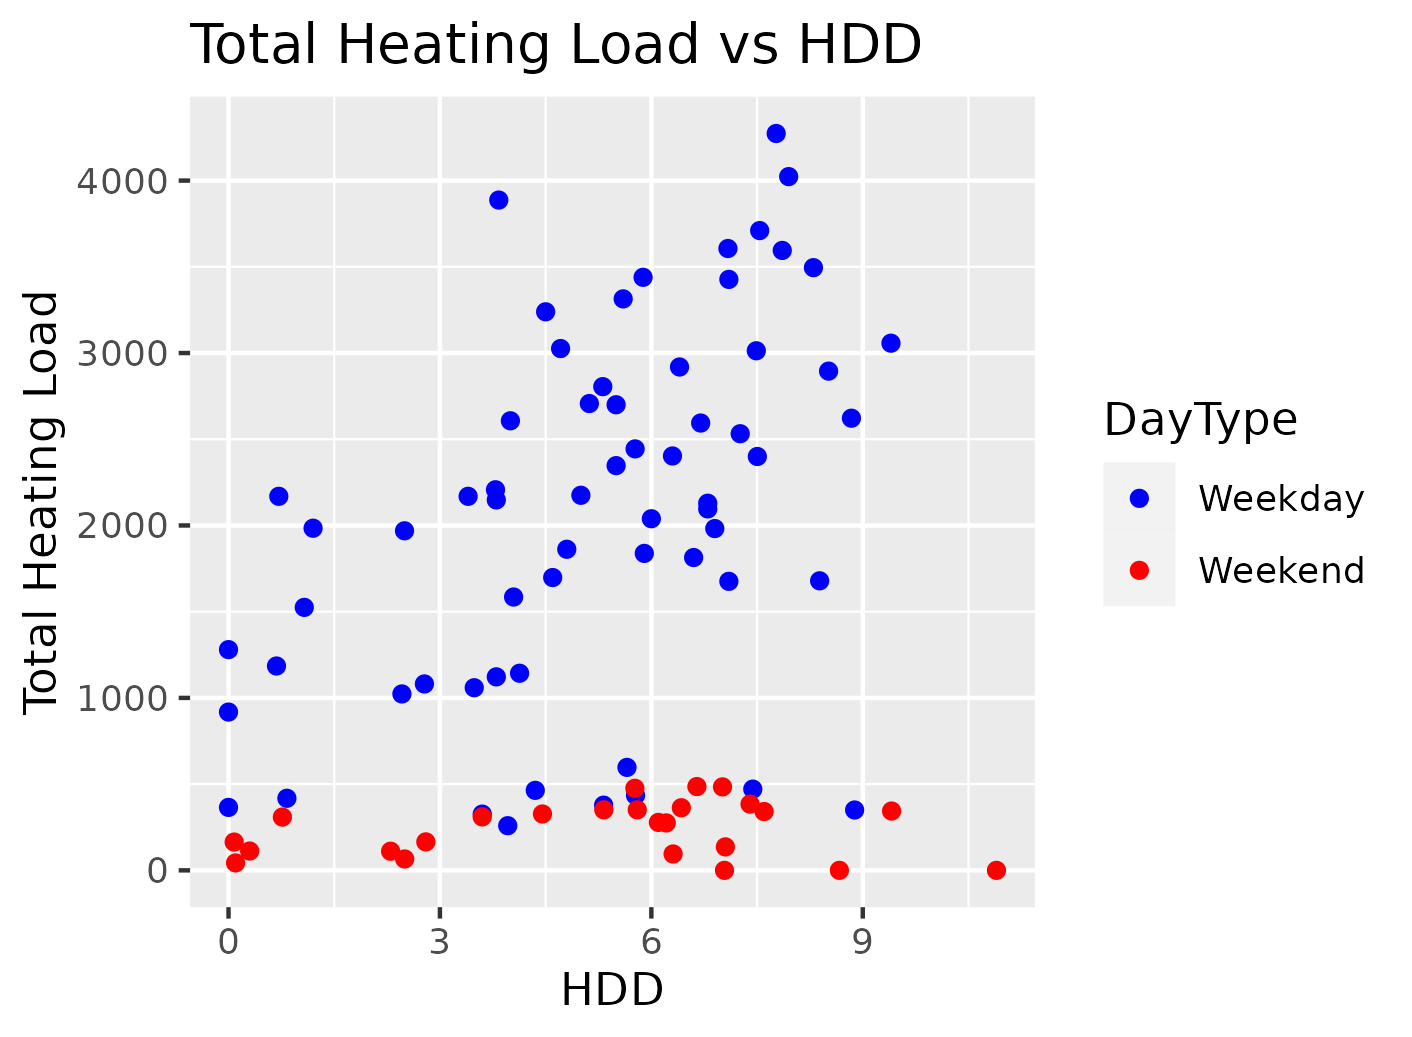 Total Heating Load vs HDD
Total Heating Load
4000
3000
2000
1000
0
0 3 6 9
HDD
DayType
Weekday
Weekend